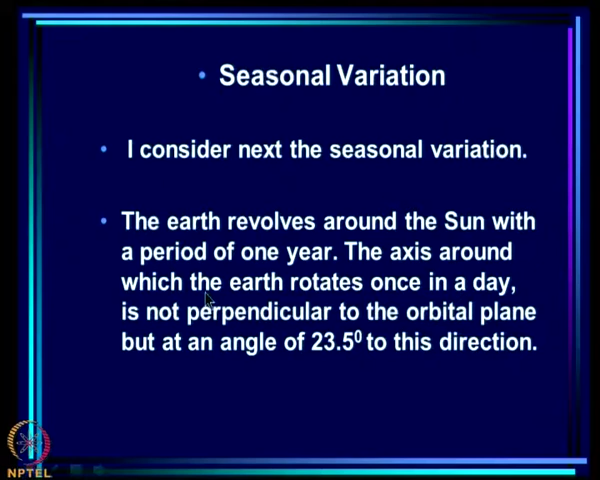 • Seasonal Variation
• I consider next the seasonal variation.
• The earth revolves around the Sun with
a period of one year. The axis around
which the earth rotates once in a day,
is not perpendicular to the orbital plane
but at an angle of 23.5⁰ to this direction.
NPTEL